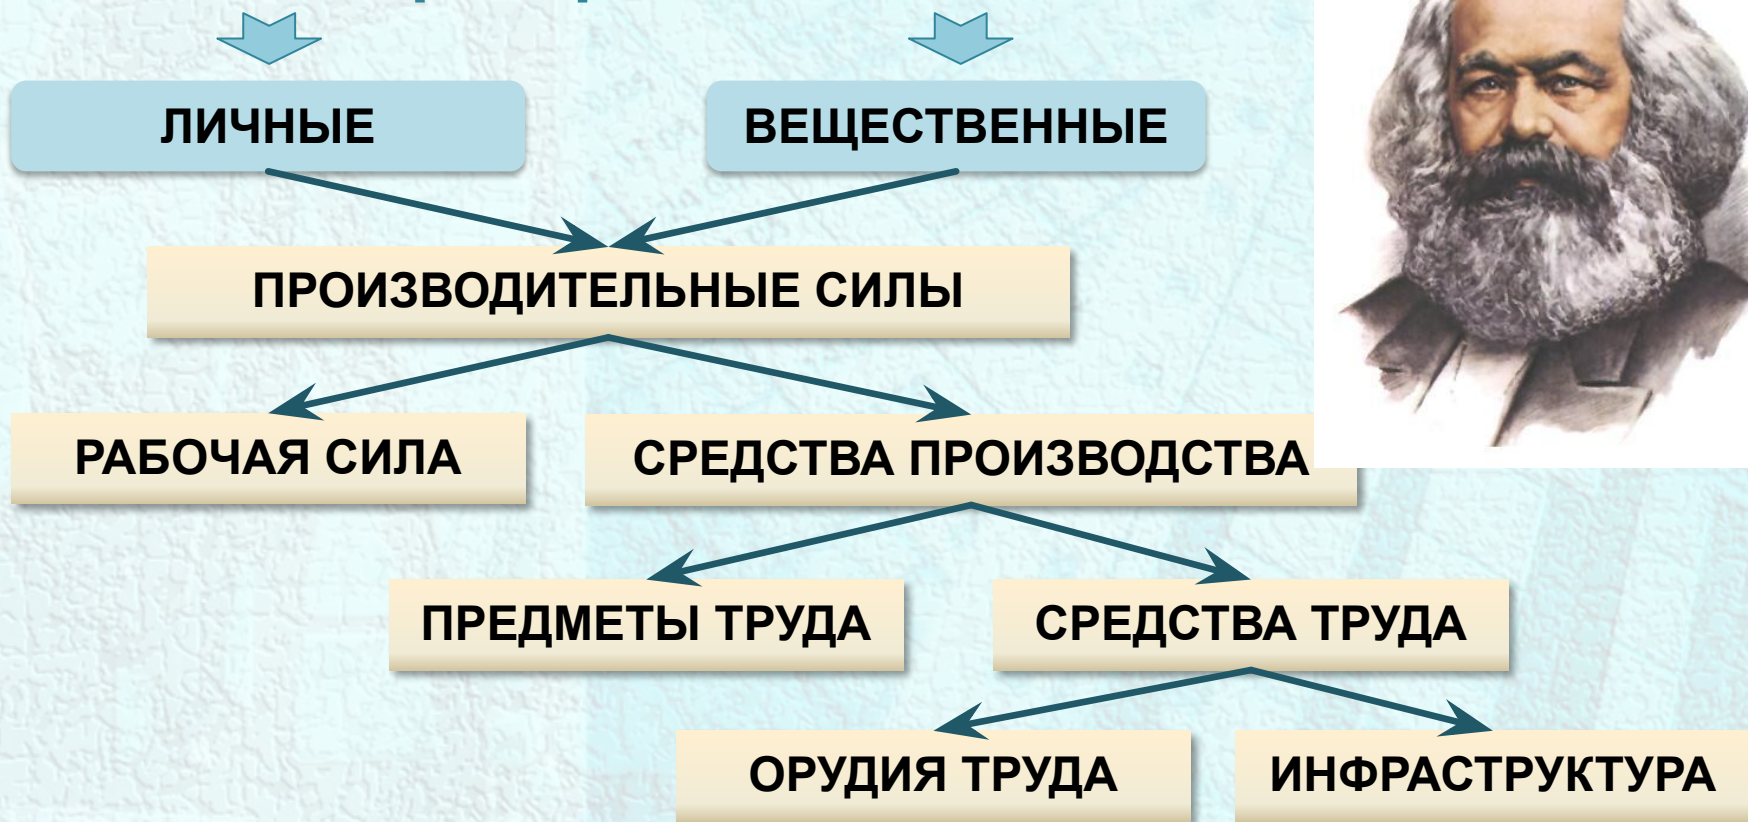 ЛИЧНЫЕ
ВЕЩЕСТВЕННЫЕ
ПРОИЗВОДИТЕЛЬНЫЕ СИЛЫ
РАБОЧАЯ СИЛА
СРЕДСТВА ПРОИЗВОДСТВА
ПРЕДМЕТЫ ТРУДА
СРЕДСТВА ТРУДА
ОРУДИЯ ТРУДА
ИНФРАСТРУКТУРА